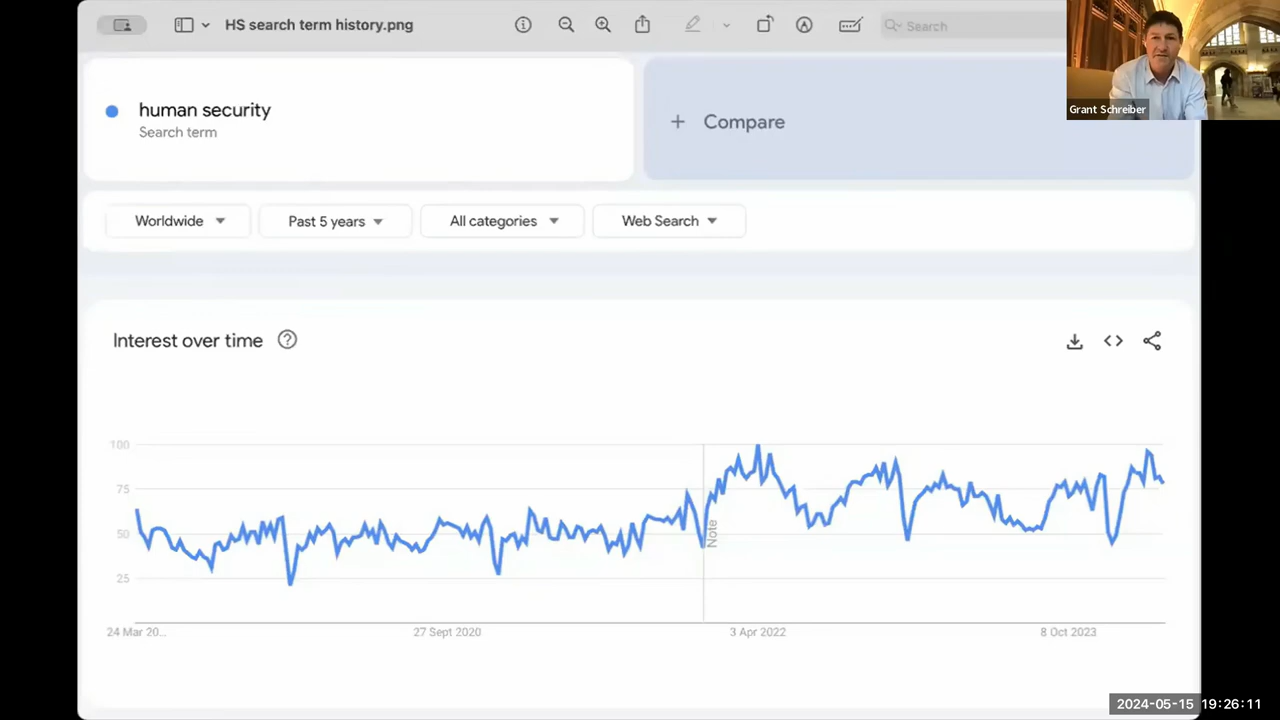 HS search term history.png
Search
Grant Schreiber
human security
Search term
+ Compare
Worldwide
Past 5 years
All categories
Web Search
Interest over time
100
75
50
25
Note
24 Mar 20...
27 Sept 2020
3 Apr 2022
8 Oct 2023
2024-05-15 19:26:11